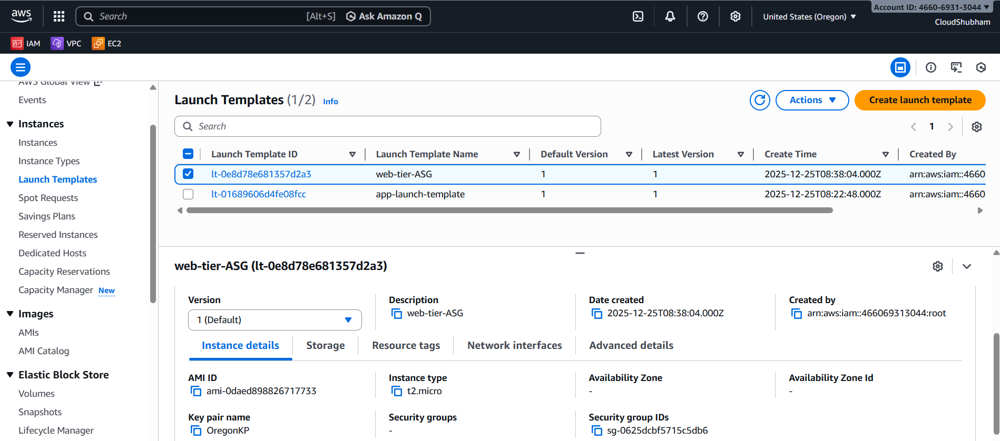 aws
Search [Alt+S] Ask Amazon Q
United States (Oregon)
Account ID: 4660-6931-3044
CloudShubham
IAM VPC EC2
AWS Global View
Events
Instances
Instances
Instance Types
Launch Templates
Spot Requests
Savings Plans
Reserved Instances
Dedicated Hosts
Capacity Reservations
Capacity Manager New
Images
AMIs
AMI Catalog
Elastic Block Store
Volumes
Snapshots
Lifecycle Manager
Launch Templates (1/2) Info
Actions
Create launch template
Search
1
Launch Template ID Launch Template Name Default Version Latest Version Create Time Created By
lt-0e8d78e681357d2a3 web-tier-ASG 1 1 2025-12-25T08:38:04.000Z arn:aws:iam::4660
lt-01689606d4fe08fcc app-launch-template 1 1 2025-12-25T08:22:48.000Z arn:aws:iam::4660
web-tier-ASG (lt-0e8d78e681357d2a3)
Version Description Date created Created by
1 (Default) web-tier-ASG 2025-12-25T08:38:04.000Z arn:aws:iam::466069313044:root
Instance details Storage Resource tags Network interfaces Advanced details
AMI ID Instance type Availability Zone Availability Zone Id
ami-0daed898826717733 t2.micro - -
Key pair name Security groups Security group IDs
OregonKP - sg-0625dcbf5715c5db6